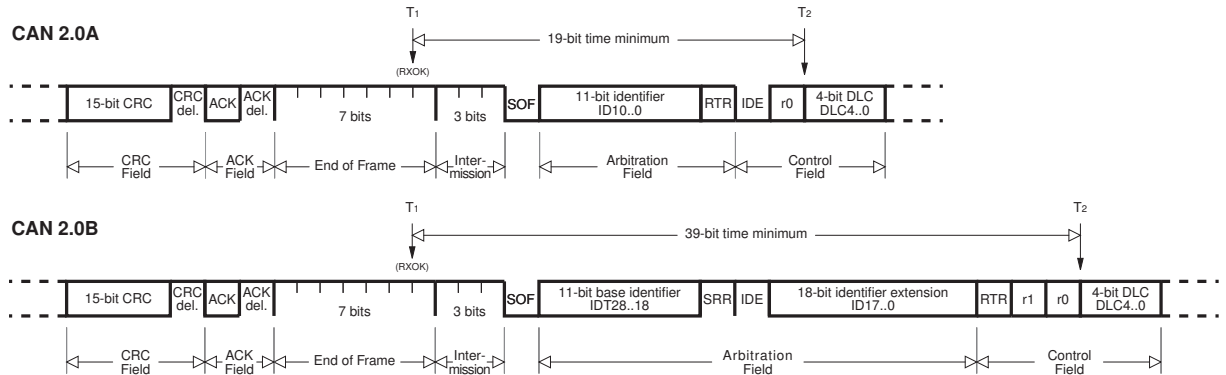 T1
T2
CAN 2.0A
19-bit time minimum
(RXOK)
15-bit CRC
CRC
del.
ACK
ACK
del.
7 bits
3 bits
SOF
11-bit identifier
ID10..0
RTR
IDE
r0
4-bit DLC
DLC4..0
CRC
Field
ACK
Field
End of Frame
Inter-
mission
Arbitration
Field
Control
Field
T1
T2
CAN 2.0B
39-bit time minimum
(RXOK)
15-bit CRC
CRC
del.
ACK
ACK
del.
7 bits
3 bits
SOF
11-bit base identifier
IDT28..18
SRR
IDE
18-bit identifier extension
ID17..0
RTR
r1
r0
4-bit DLC
DLC4..0
CRC
Field
ACK
Field
End of Frame
Inter-
mission
Arbitration
Field
Control
Field